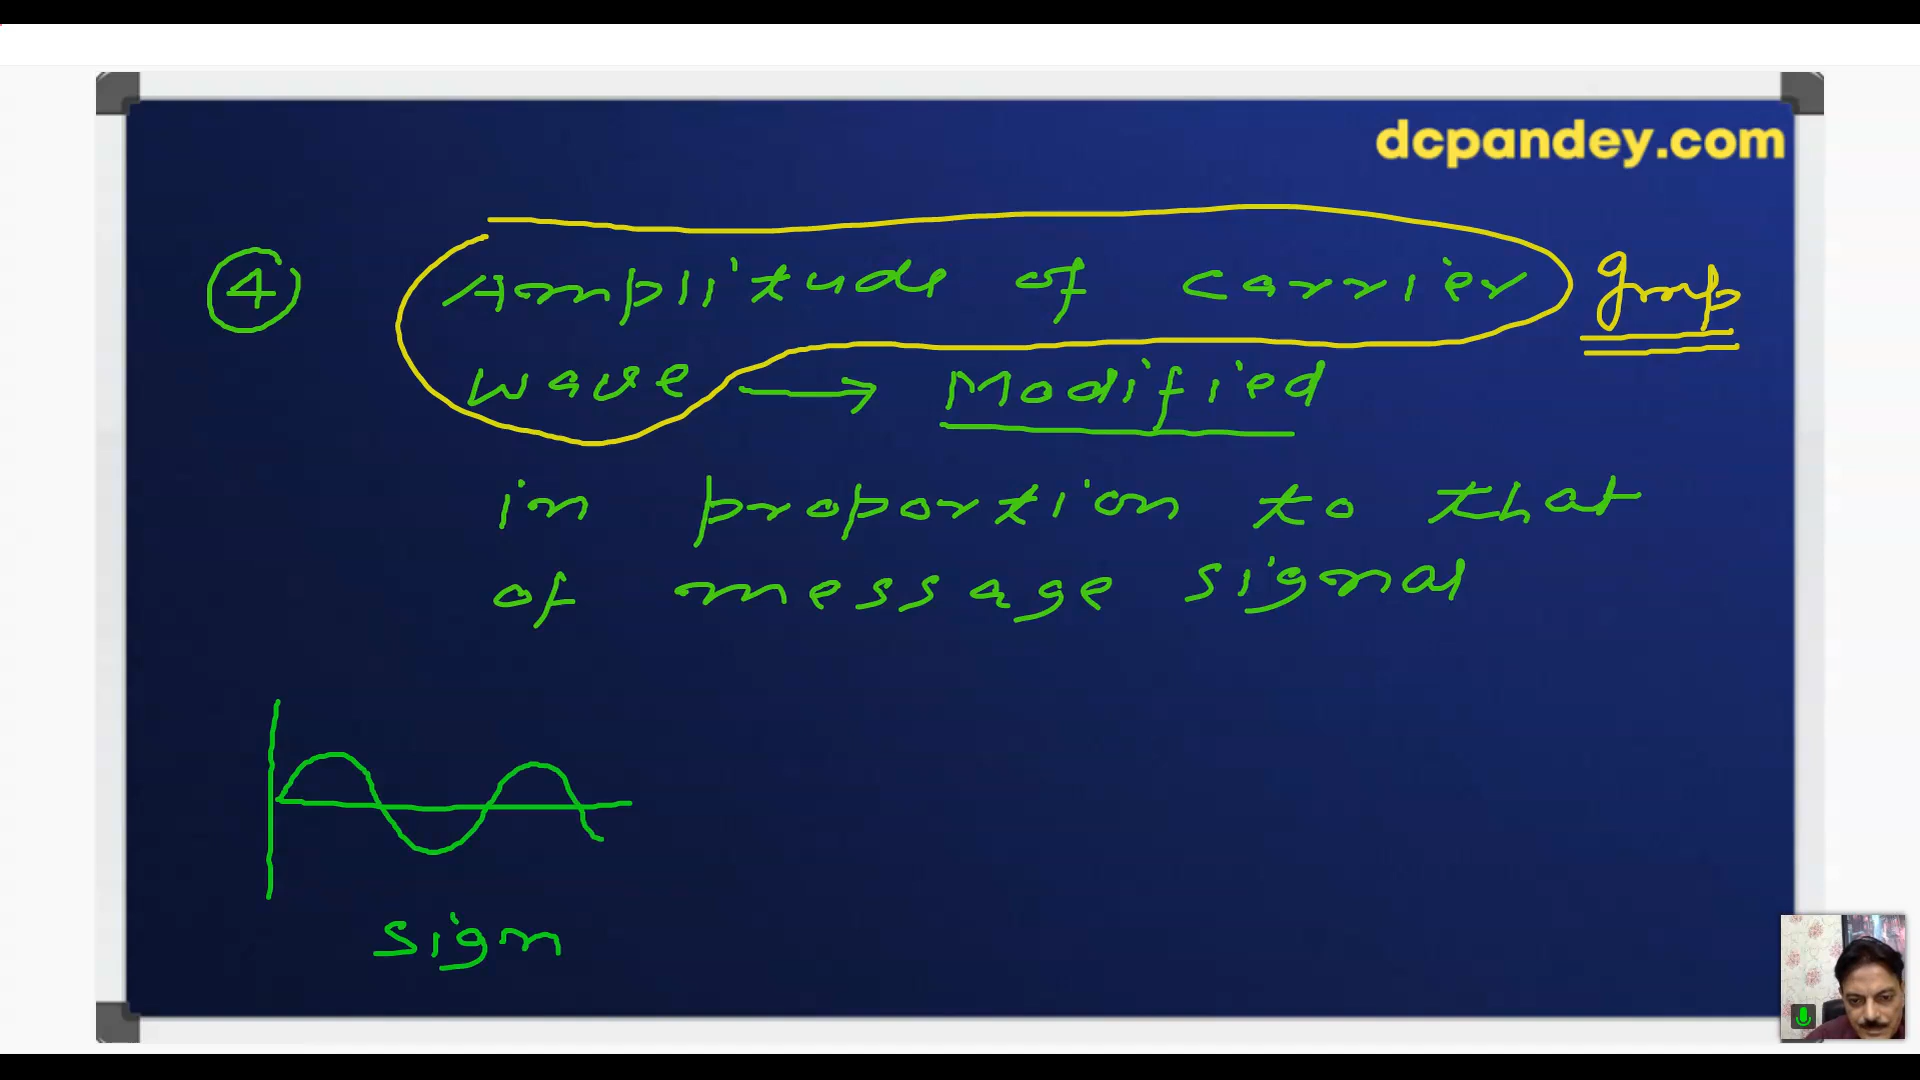 dcpandey.com
④ Amplitude of carrier
wave → Modified
in proportion to that
of message signal
sign